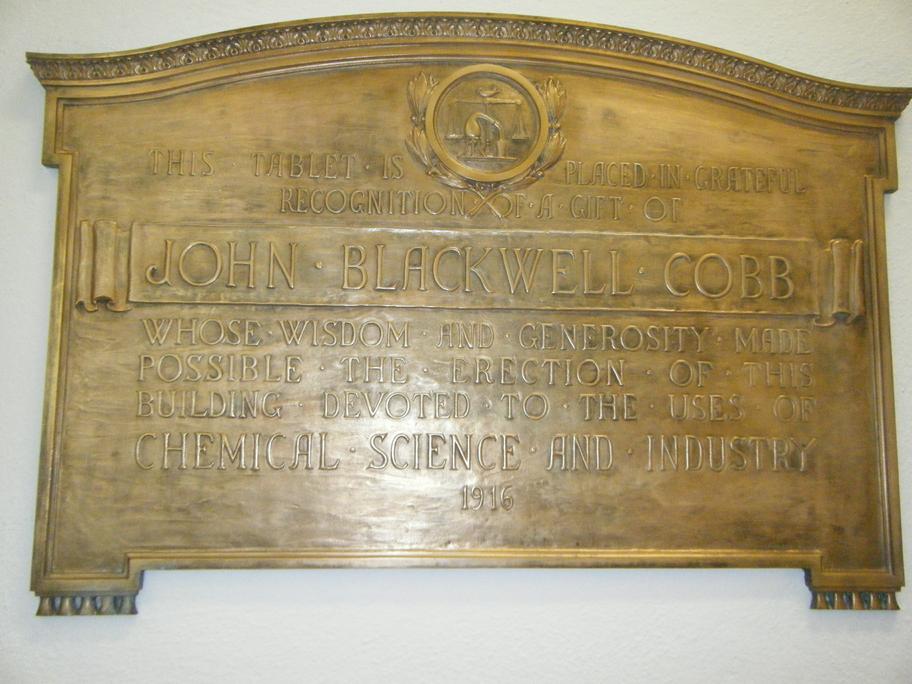 THIS · TABLET · IS PLACED · IN · GRATEFUL
RECOGNITION · OF · A · GIFT · OF
JOHN · BLACKWELL · COBB
WHOSE · WISDOM · AND · GENEROSITY · MADE
POSSIBLE · THE · ERECTION · OF · THIS
BUILDING · DEVOTED · TO · THE · USES · OF
CHEMICAL · SCIENCE · AND · INDUSTRY
1916